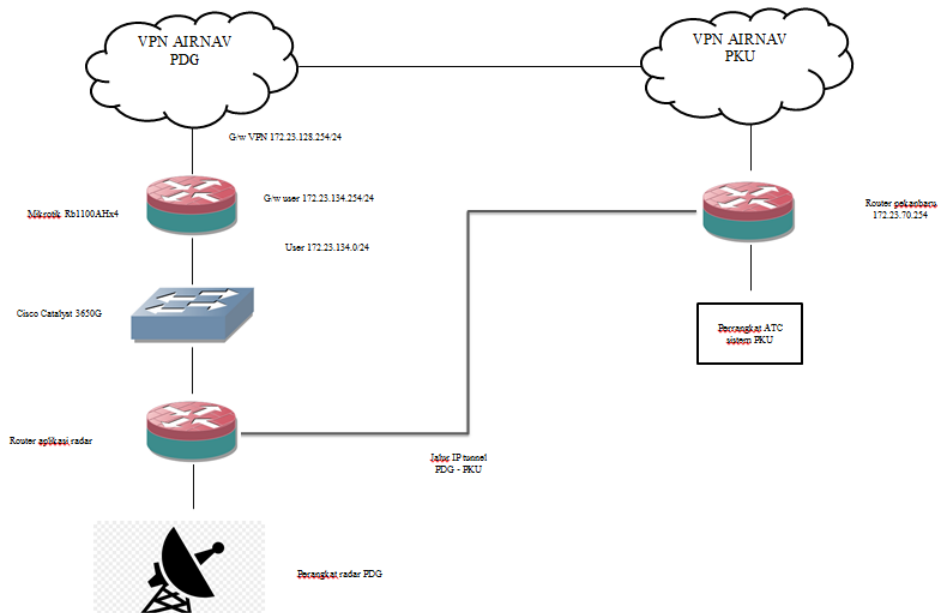 VPN AIRNAV
PDG
VPN AIRNAV
PKU
G/w VPN 172.23.128.254/24
Mikrotik Rb1100AHx4
G/w user 172.23.134.254/24
Router pekanbaru
172.23.70.254
User 172.23.134.0/24
Cisco Catalyst 3650G
Perrangkat ATC
sistem PKU
Router aplikasi radar
Jalur IP tunnel
PDG - PKU
Perangkat radar PDG